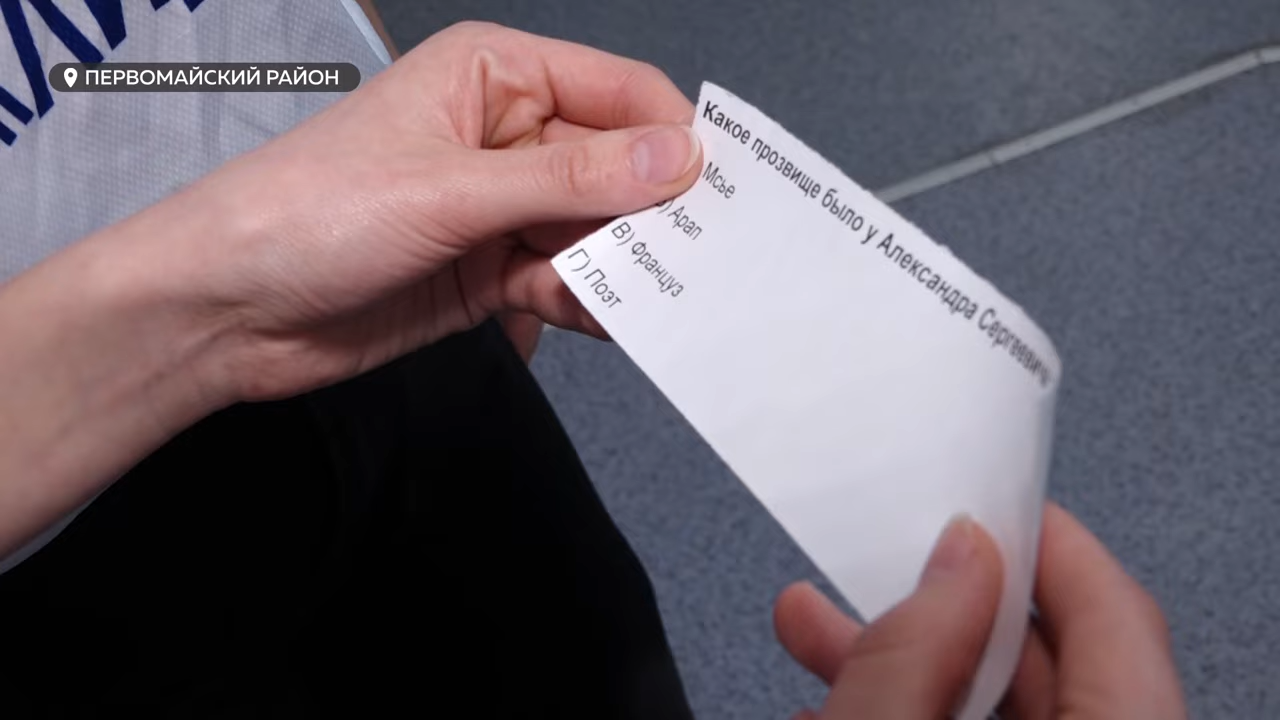 ПЕРВОМАЙСКИЙ РАЙОН
Какое прозвище было у Александра Сергеевича
Мсье
Б) Арап
В) Француз
Г) Поэт